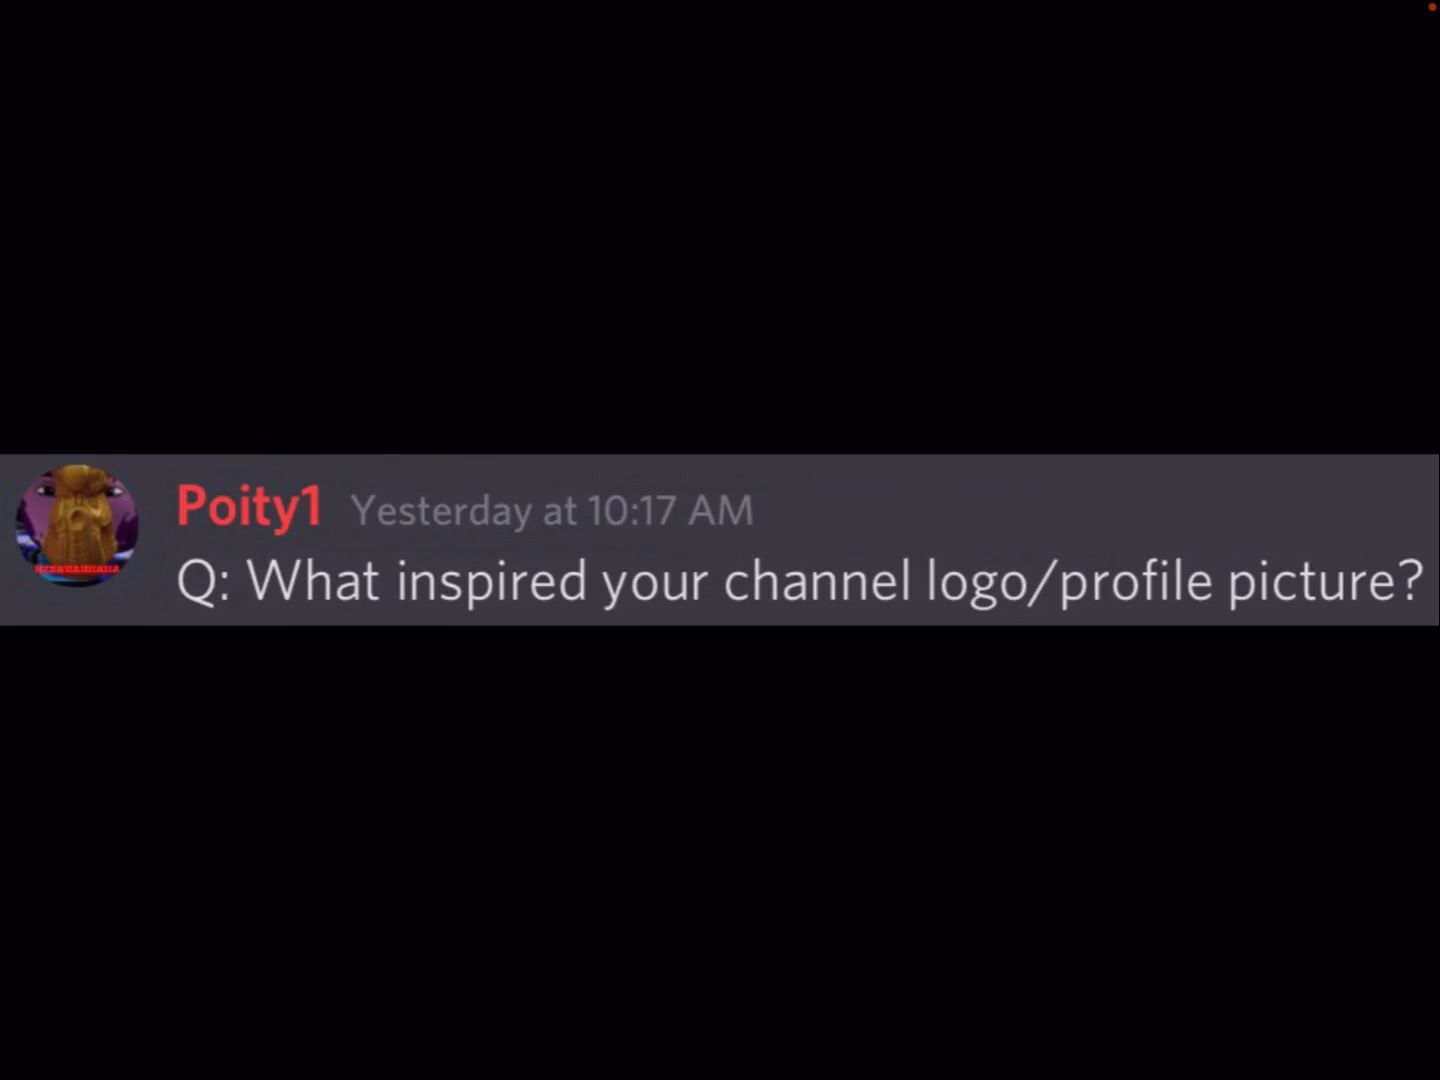 Poity1 Yesterday at 10:17 AM
Q: What inspired your channel logo/profile picture?